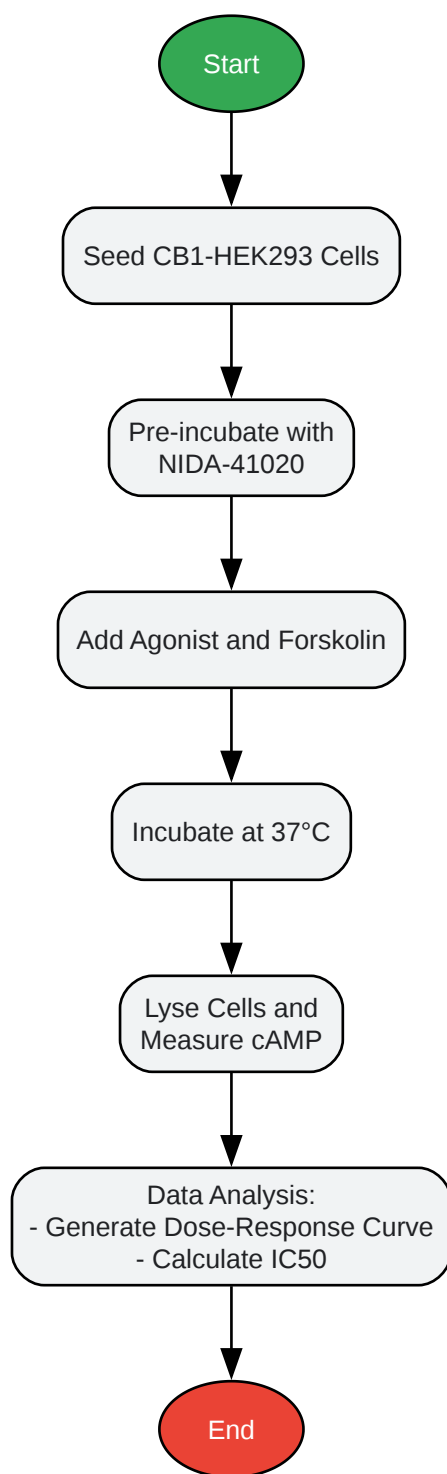 Start
Seed CB1-HEK293 Cells
Pre-incubate with
NIDA-41020
Add Agonist and Forskolin
Incubate at 37°C
Lyse Cells and
Measure cAMP
Data Analysis:
- Generate Dose-Response Curve
- Calculate IC50
End